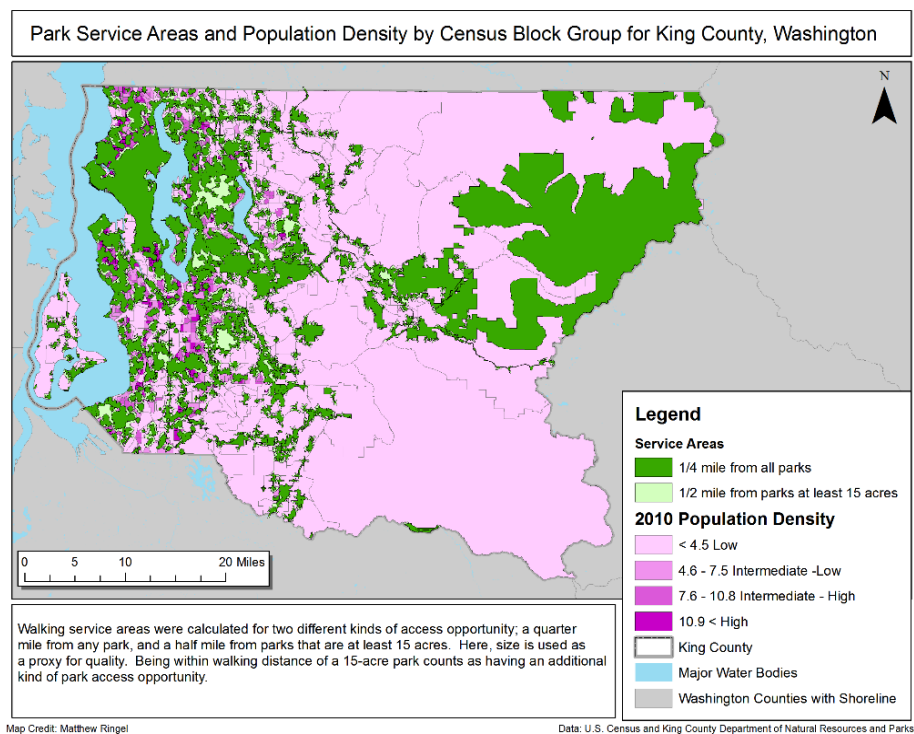 Park Service Areas and Population Density by Census Block Group for King County, Washington
N
Legend
Service Areas
1/4 mile from all parks
1/2 mile from parks at least 15 acres
2010 Population Density
< 4.5 Low
4.6 - 7.5 Intermediate -Low
7.6 - 10.8 Intermediate - High
10.9 < High
King County
Major Water Bodies
Washington Counties with Shoreline
0 5 10 20 Miles
Walking service areas were calculated for two different kinds of access opportunity; a quarter
mile from any park, and a half mile from parks that are at least 15 acres. Here, size is used as
a proxy for quality. Being within walking distance of a 15-acre park counts as having an additional
kind of park access opportunity.
Map Credit: Matthew Ringel
Data: U.S. Census and King County Department of Natural Resources and Parks